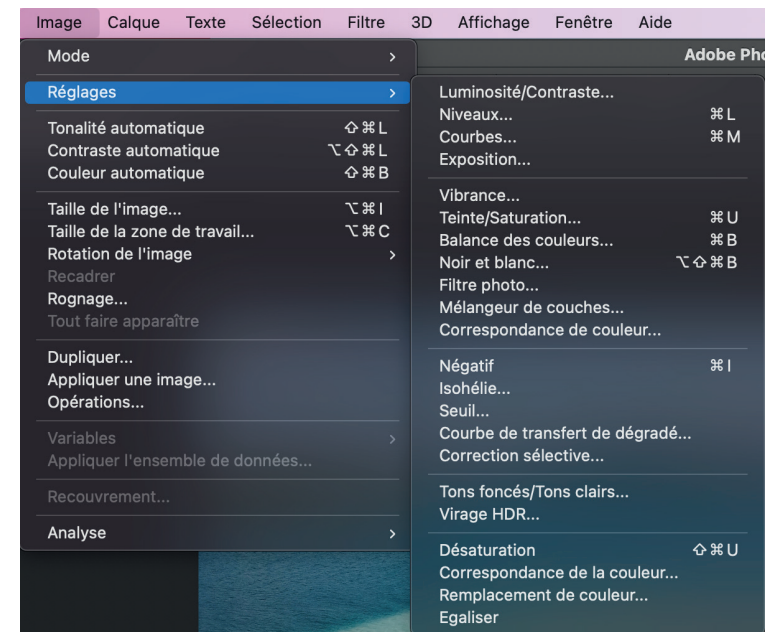 Image Calque Texte Sélection Filtre 3D Affichage Fenêtre Aide
Adobe Pho
Mode >
Réglages >
Tonalité automatique ⇧⌘L
Contraste automatique ⌥⇧⌘L
Couleur automatique ⇧⌘B
Taille de l'image... ⌥⌘I
Taille de la zone de travail... ⌥⌘C
Rotation de l'image >
Recadrer
Rognage...
Tout faire apparaître
Dupliquer...
Appliquer une image...
Opérations...
Variables >
Appliquer l'ensemble de données...
Recouvrement...
Analyse >
Luminosité/Contraste...
Niveaux... ⌘L
Courbes... ⌘M
Exposition...
Vibrance...
Teinte/Saturation... ⌘U
Balance des couleurs... ⌘B
Noir et blanc... ⌥⇧⌘B
Filtre photo...
Mélangeur de couches...
Correspondance de couleur...
Négatif ⌘I
Isohélie...
Seuil...
Courbe de transfert de dégradé...
Correction sélective...
Tons foncés/Tons clairs...
Virage HDR...
Désaturation ⇧⌘U
Correspondance de la couleur...
Remplacement de couleur...
Egaliser